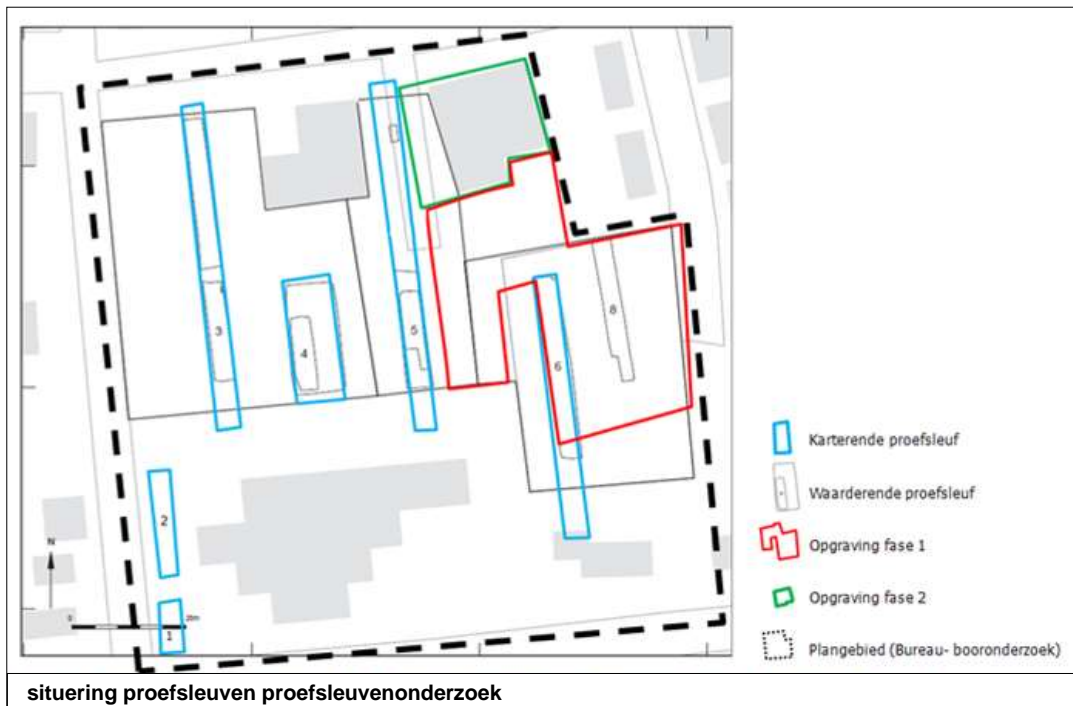 3
4
5
6
8
2
1
N
0
20m
Karterende proefsleuf
Waarderende proefsleuf
Opgraving fase 1
Opgraving fase 2
Plangebied (Bureau- booronderzoek)
situering proefsleuven proefsleuvenonderzoek